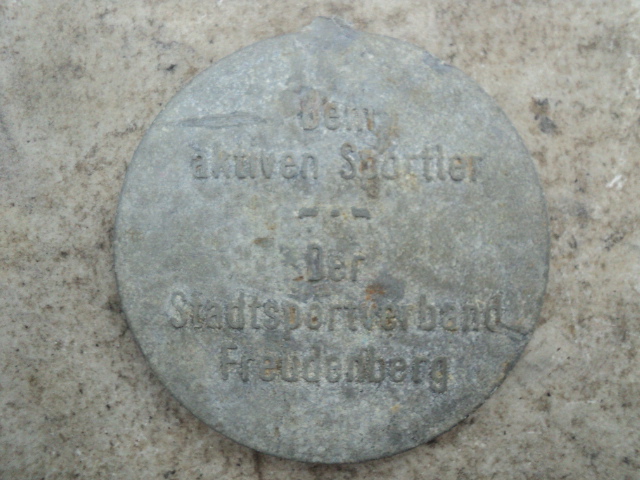 Dem
aktiven Sportler
- - -
Der
Stadtsportverband
Freudenberg